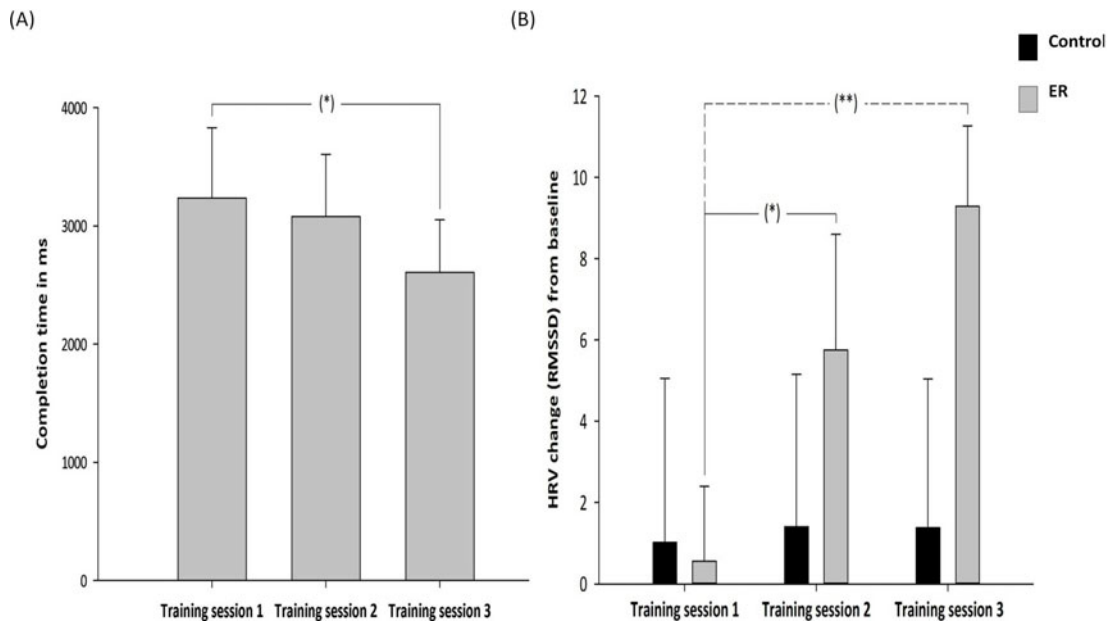 (A)
(B)
Control
ER
Completion time in ms
4000
3000
2000
1000
0
(*)
Training session 1
Training session 2
Training session 3
HRV change (RMSSD) from baseline
12
10
8
6
4
2
0
(**)
(*)
Training session 1
Training session 2
Training session 3